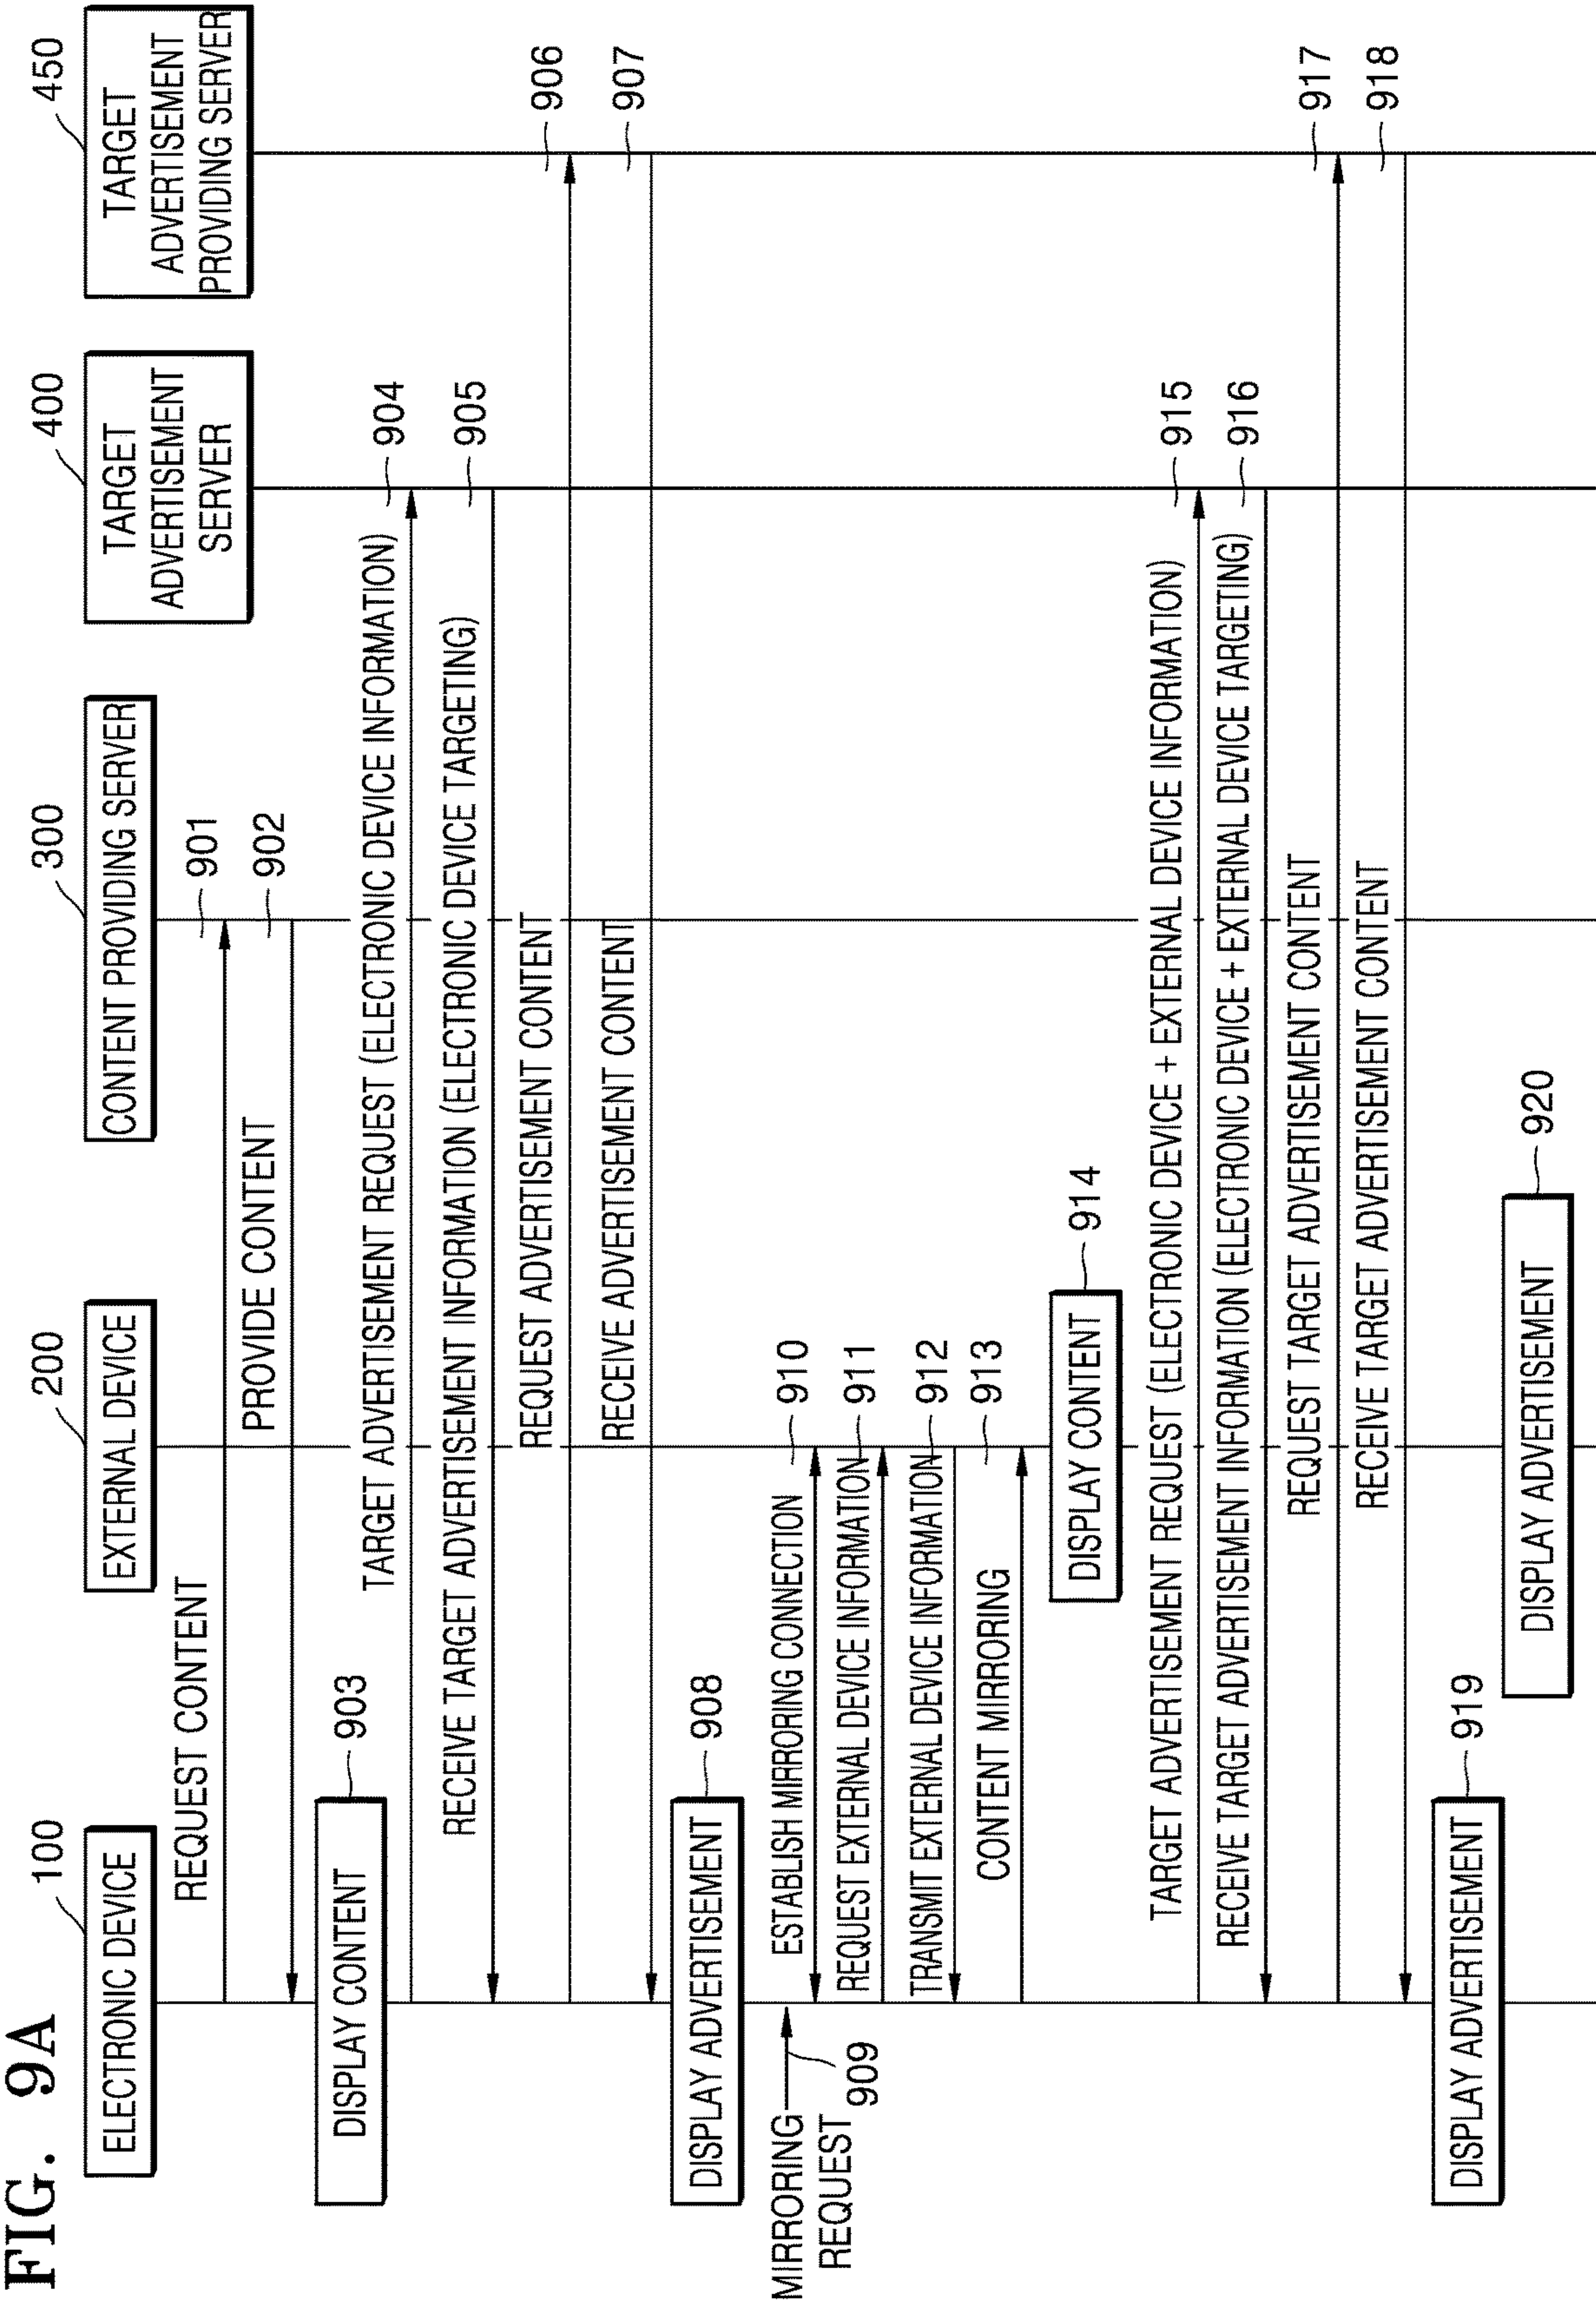 FIG. 9A
100
ELECTRONIC DEVICE
200
EXTERNAL DEVICE
300
CONTENT PROVIDING SERVER
400
TARGET
ADVERTISEMENT
SERVER
450
TARGET
ADVERTISEMENT
PROVIDING SERVER
REQUEST CONTENT
901
PROVIDE CONTENT
902
DISPLAY CONTENT
903
TARGET ADVERTISEMENT REQUEST (ELECTRONIC DEVICE INFORMATION)
904
RECEIVE TARGET ADVERTISEMENT INFORMATION (ELECTRONIC DEVICE TARGETING)
905
REQUEST ADVERTISEMENT CONTENT
906
RECEIVE ADVERTISEMENT CONTENT
907
DISPLAY ADVERTISEMENT
908
MIRRORING
REQUEST
909
ESTABLISH MIRRORING CONNECTION
910
REQUEST EXTERNAL DEVICE INFORMATION
911
TRANSMIT EXTERNAL DEVICE INFORMATION
912
CONTENT MIRRORING
913
DISPLAY CONTENT
914
TARGET ADVERTISEMENT REQUEST (ELECTRONIC DEVICE + EXTERNAL DEVICE INFORMATION)
915
RECEIVE TARGET ADVERTISEMENT INFORMATION (ELECTRONIC DEVICE + EXTERNAL DEVICE TARGETING)
916
REQUEST TARGET ADVERTISEMENT CONTENT
917
RECEIVE TARGET ADVERTISEMENT CONTENT
918
DISPLAY ADVERTISEMENT
919
DISPLAY ADVERTISEMENT
920